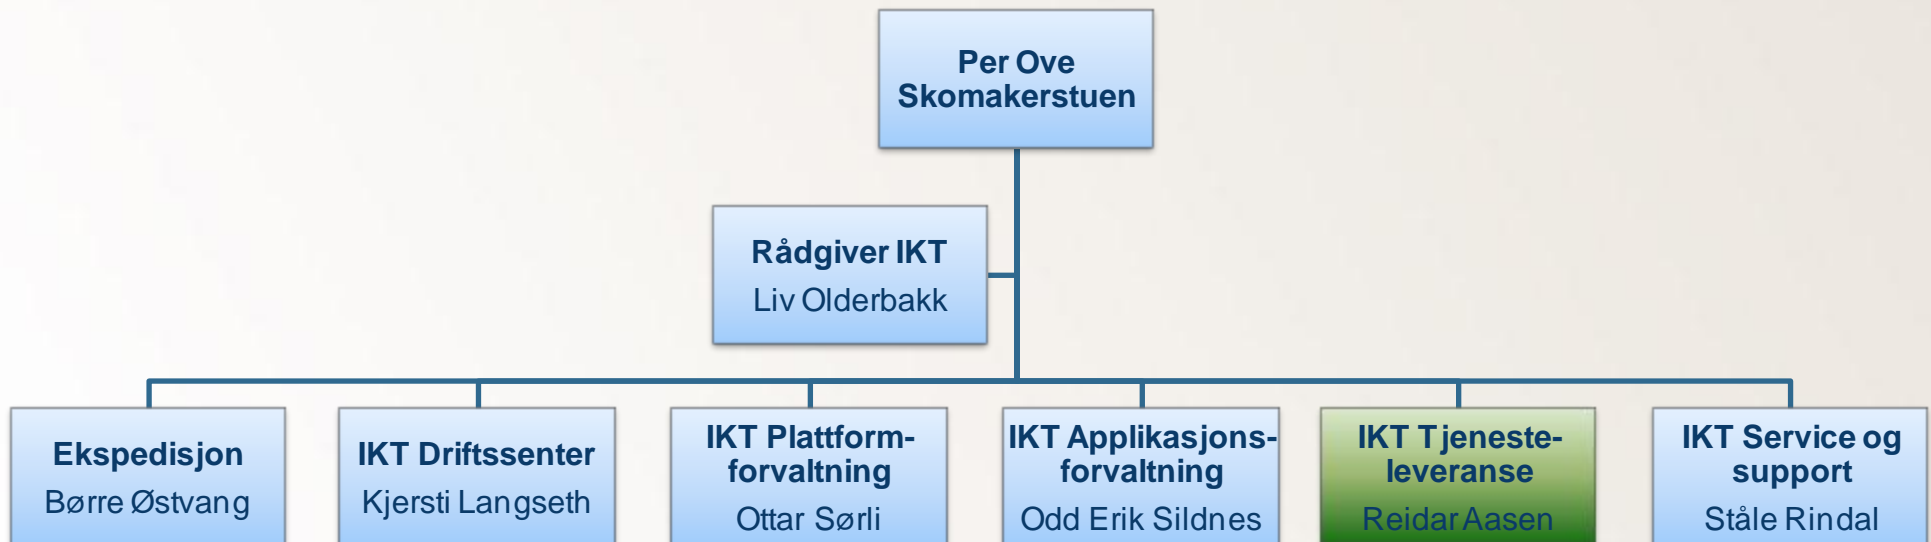 Per Ove
Skomakerstuen
Rådgiver IKT
Liv Olderbakk
Ekspedisjon
Børre Østvang
IKT Driftssenter
Kjersti Langseth
IKT Plattform-
forvaltning
Ottar Sørli
IKT Applikasjons-
forvaltning
Odd Erik Sildnes
IKT Tjeneste-
leveranse
Reidar Aasen
IKT Service og
support
Ståle Rindal